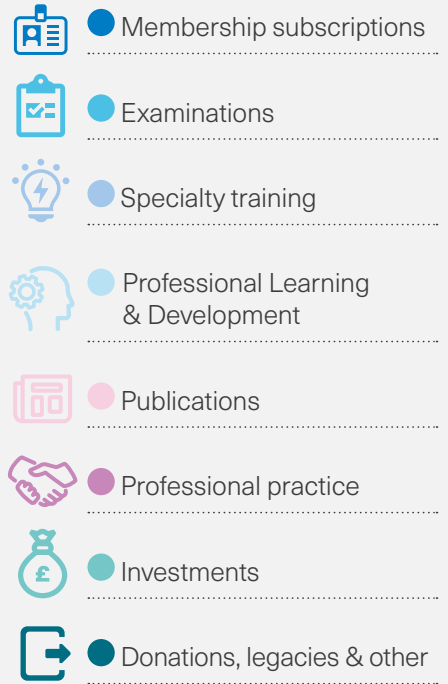 Membership subscriptions
Examinations
Specialty training
Professional Learning
& Development
Publications
Professional practice
£
Investments
Donations, legacies & other